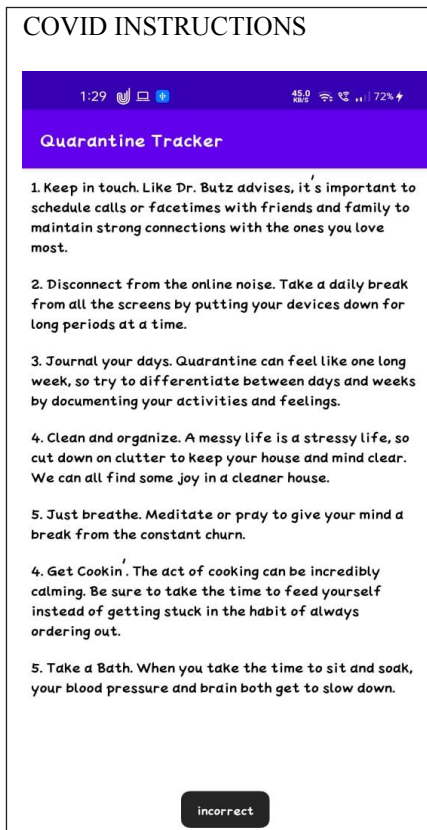 COVID INSTRUCTIONS
1:29 45.0 KB/S 72%
Quarantine Tracker
1. Keep in touch. Like Dr. Butz advises, it's important to
schedule calls or facetimes with friends and family to
maintain strong connections with the ones you love
most.
2. Disconnect from the online noise. Take a daily break
from all the screens by putting your devices down for
long periods at a time.
3. Journal your days. Quarantine can feel like one long
week, so try to differentiate between days and weeks
by documenting your activities and feelings.
4. Clean and organize. A messy life is a stressy life, so
cut down on clutter to keep your house and mind clear.
We can all find some joy in a cleaner house.
5. Just breathe. Meditate or pray to give your mind a
break from the constant churn.
4. Get Cookin'. The act of cooking can be incredibly
calming. Be sure to take the time to feed yourself
instead of getting stuck in the habit of always
ordering out.
5. Take a Bath. When you take the time to sit and soak,
your blood pressure and brain both get to slow down.
incorrect